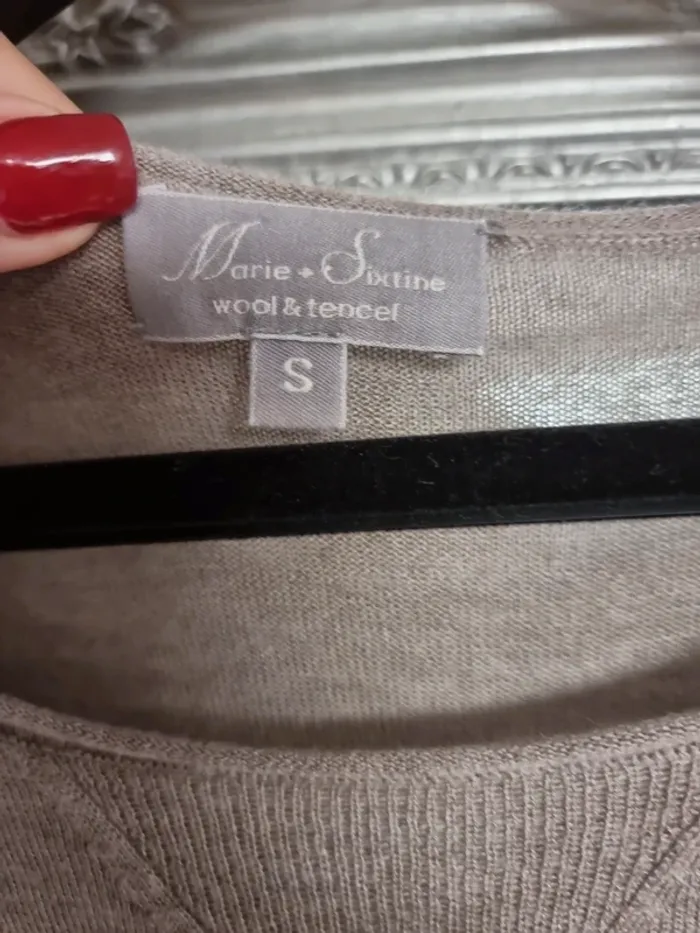 Marie + Sixtine
wool & tencel
S